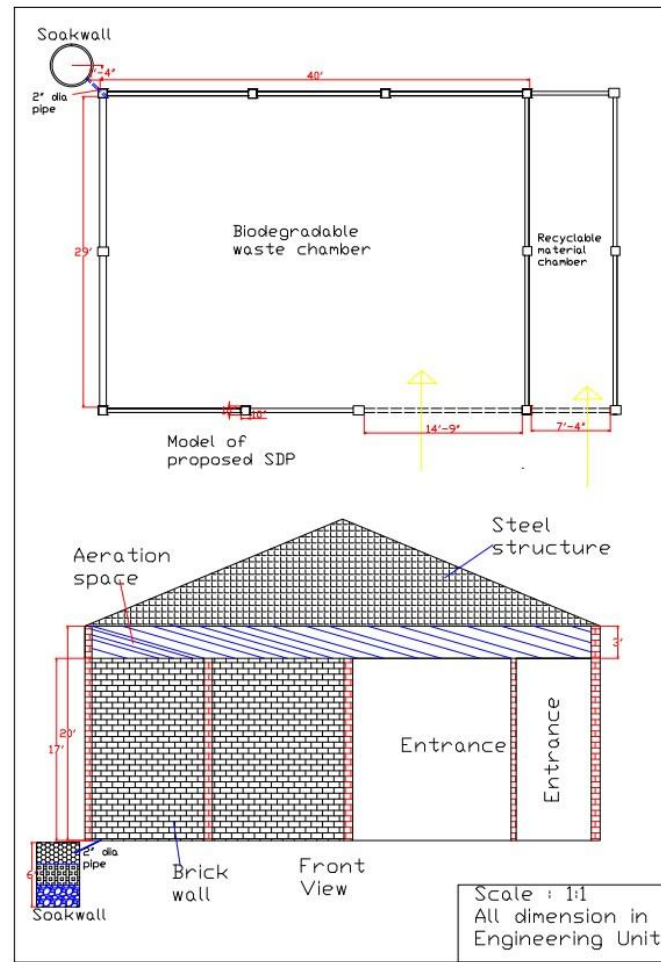 Soakwall
'-4"
40'
2" dia
pipe
Biodegradable
waste chamber
Recyclable
material
chamber
29'
10"
Model of
proposed SDP
14'-9"
7'-4"
Steel
structure
Aeration
space
3'
20'
17'
Entrance
Entrance
2" dia
pipe
6'
Brick
wall
Front
View
Soakwall
Scale : 1:1
All dimension in
Engineering Unit